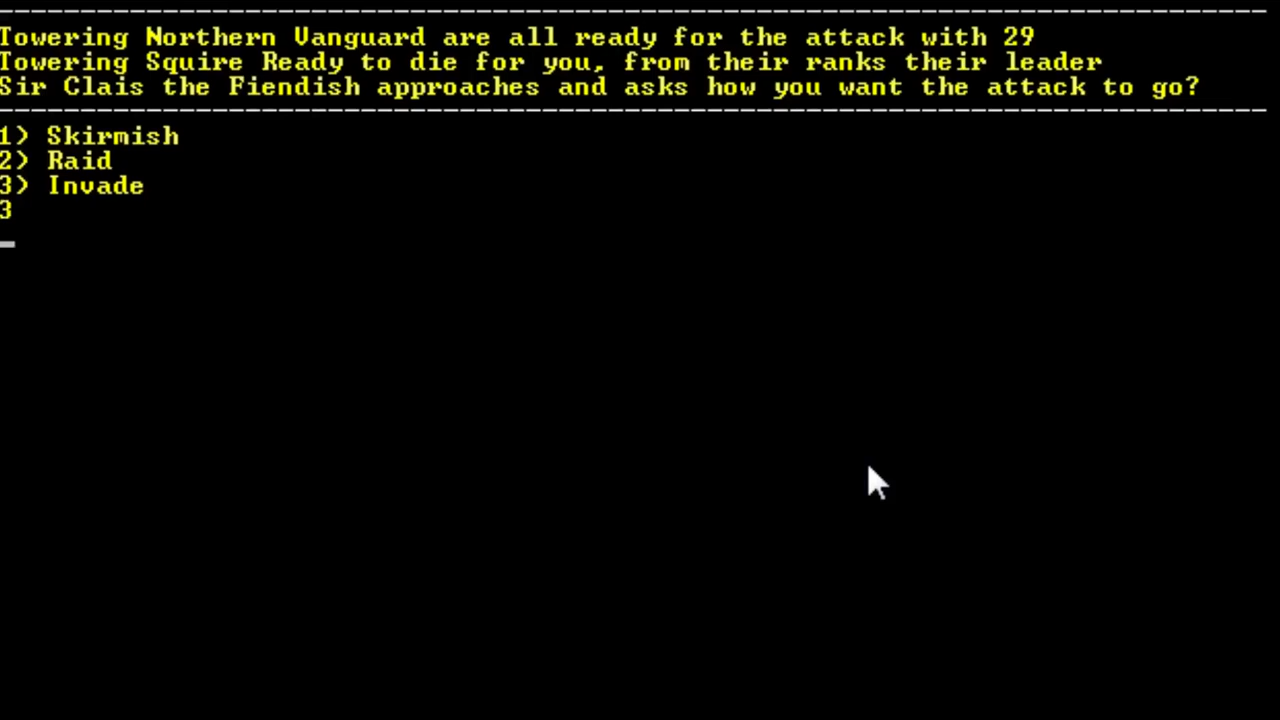 Towering Northern Vanguard are all ready for the attack with 29
Towering Squire Ready to die for you, from their ranks their leader
Sir Clais the Fiendish approaches and asks how you want the attack to go?
1) Skirmish
2) Raid
3) Invade
3